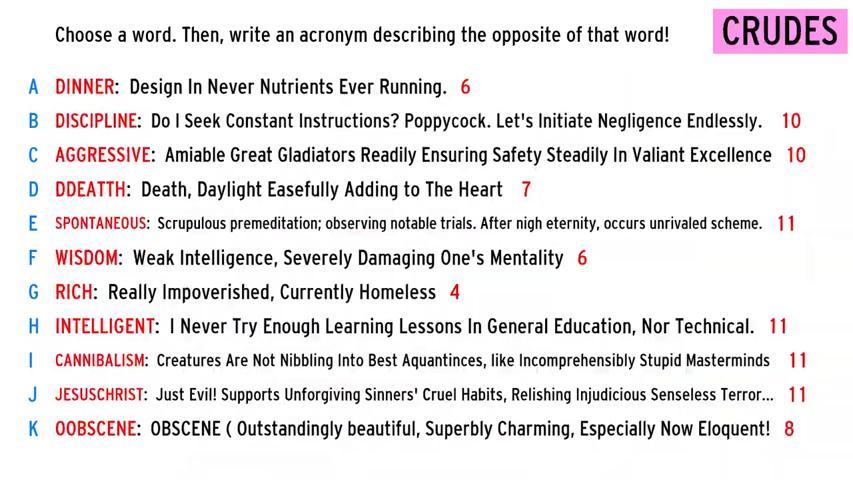 Choose a word. Then, write an acronym describing the opposite of that word! CRUDES
A DINNER: Design In Never Nutrients Ever Running. 6
B DISCIPLINE: Do I Seek Constant Instructions? Poppycock. Let's Initiate Negligence Endlessly. 10
C AGGRESSIVE: Amiable Great Gladiators Readily Ensuring Safety Steadily In Valiant Excellence 10
D DDEATTH: Death, Daylight Easefully Adding to The Heart 7
E SPONTANEOUS: Scrupulous premeditation; observing notable trials. After nigh eternity, occurs unrivaled scheme. 11
F WISDOM: Weak Intelligence, Severely Damaging One's Mentality 6
G RICH: Really Impoverished, Currently Homeless 4
H INTELLIGENT: I Never Try Enough Learning Lessons In General Education, Nor Technical. 11
I CANNIBALISM: Creatures Are Not Nibbling Into Best Aquantinces, like Incomprehensibly Stupid Masterminds 11
J JESUSCHRIST: Just Evil! Supports Unforgiving Sinners' Cruel Habits, Relishing Injudicious Senseless Terror... 11
K OOBSCENE: OBSCENE ( Outstandingly beautiful, Superbly Charming, Especially Now Eloquent! 8